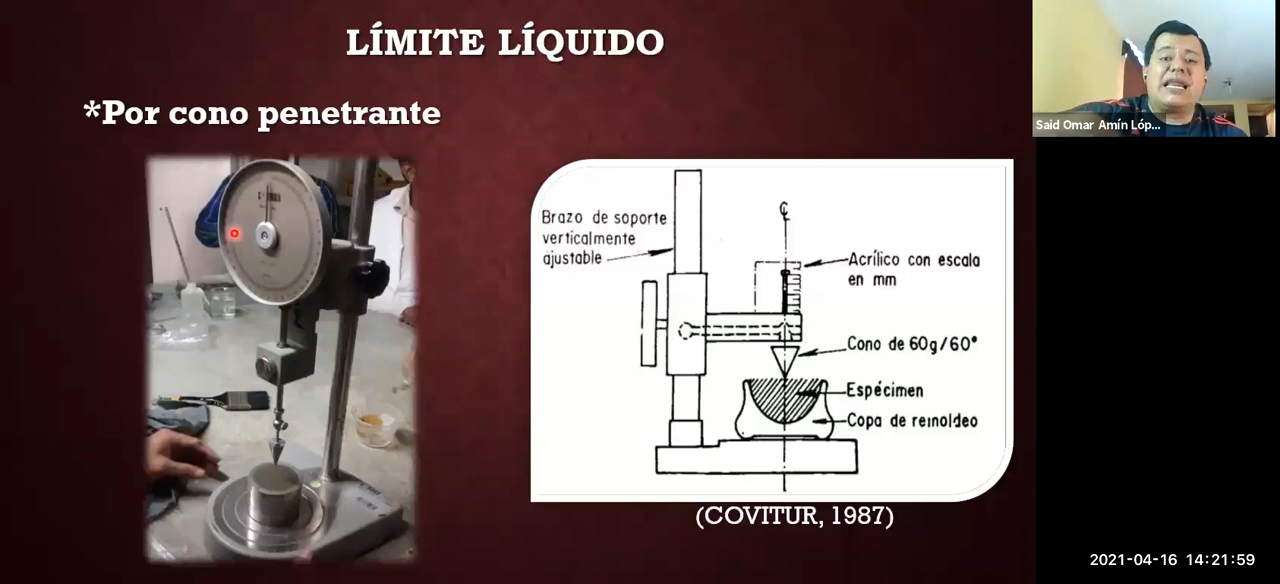 LÍMITE LÍQUIDO
*Por cono penetrante
Brazo de soporte
verticalmente
ajustable
Acrílico con escala
en mm
Cono de 60g/60°
Espécimen
Copa de reinoldeo
(COVITUR, 1987)
Said Omar Amín Lóp...
2021-04-16 14:21:59